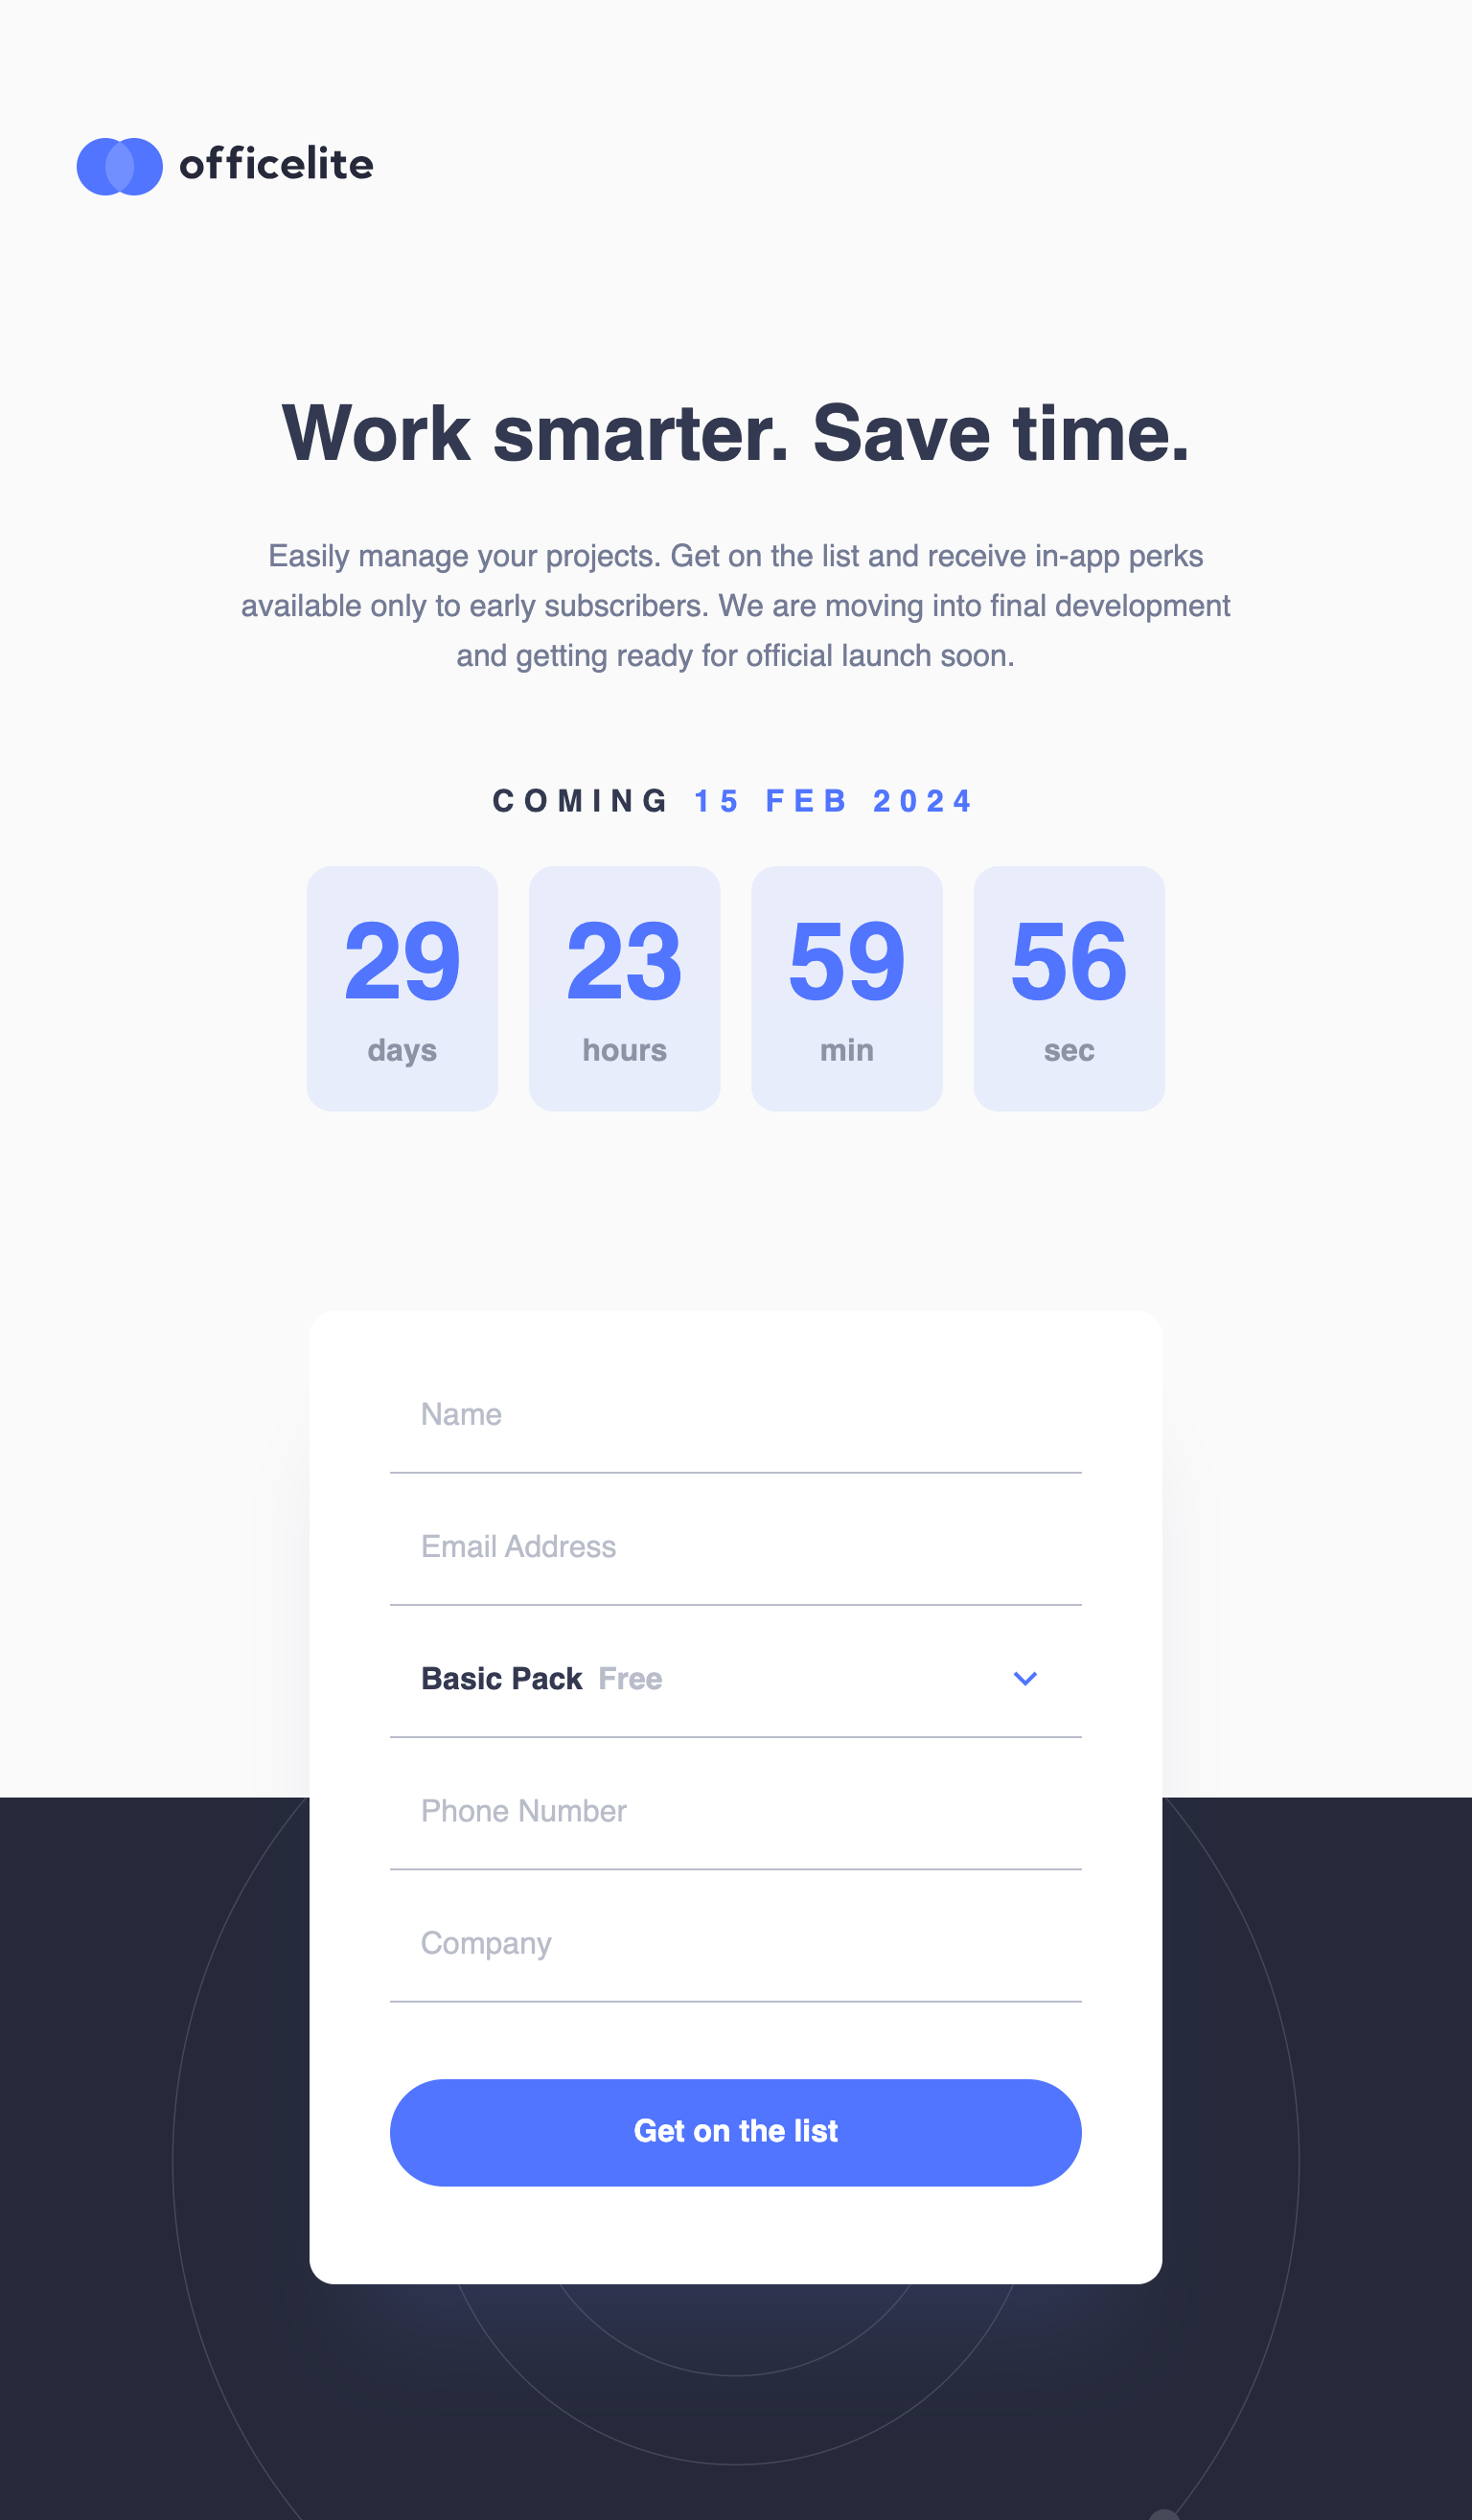 officelite
Work smarter. Save time.
Easily manage your projects. Get on the list and receive in-app perks
available only to early subscribers. We are moving into final development
and getting ready for official launch soon.
COMING 15 FEB 2024
29 23 59 56
days hours min sec
Name
Email Address
Basic Pack Free
Phone Number
Company
Get on the list